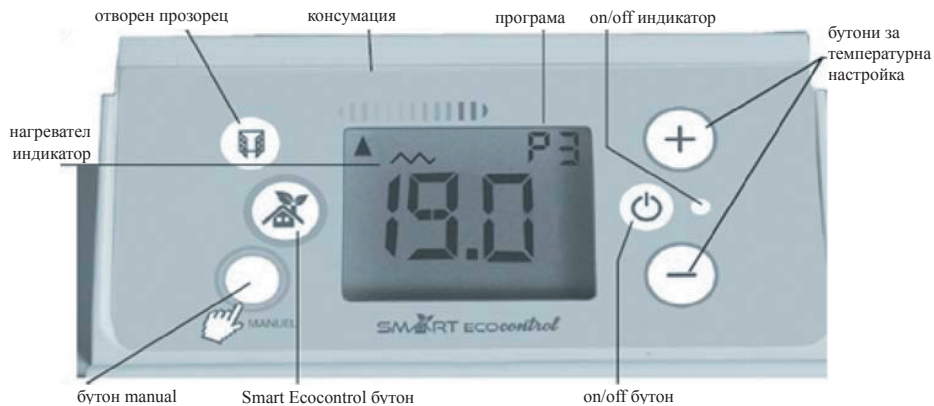 отворен прозорец
консумация
програма
on/off индикатор
бутони за
температурна
настройка
нагревател
индикатор
P3
19.0
MANUEL
SMART ECOcontrol
бутон manual
Smart Ecocontrol бутон
on/off бутон